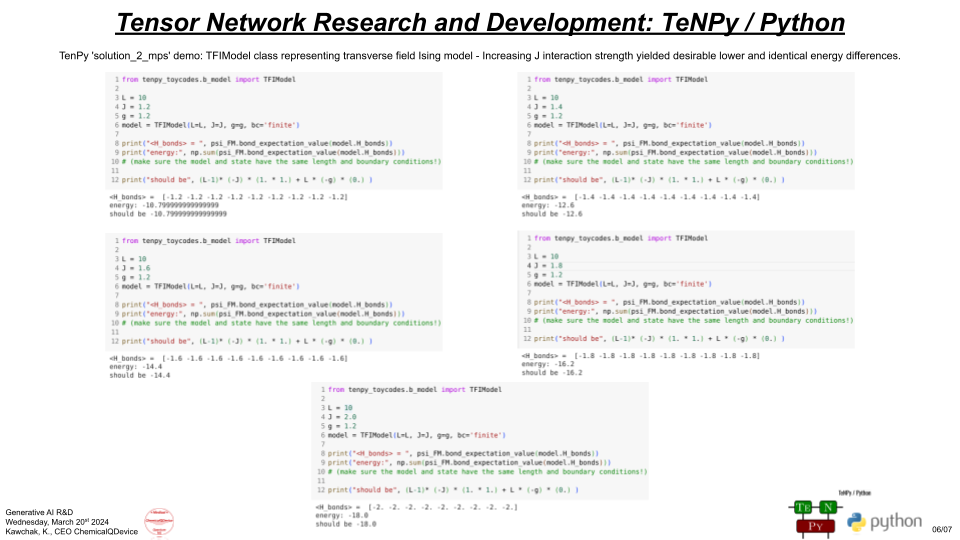 Tensor Network Research and Development: TeNPy / Python
TenPy 'solution_2_mps' demo: TFIModel class representing transverse field Ising model - Increasing J interaction strength yielded desirable lower and identical energy differences.
1 from tenpy_toycodes.b_model import TFIModel
2
3 L = 10
4 J = 1.2
5 g = 1.2
6 model = TFIModel(L=L, J=J, g=g, bc='finite')
7
8 print("<H_bonds> = ", psi_FM.bond_expectation_value(model.H_bonds))
9 print("energy:", np.sum(psi_FM.bond_expectation_value(model.H_bonds)))
10 # (make sure the model and state have the same length and boundary conditions!)
11
12 print("should be", (L-1)* (-J) * (1. * 1.) + L * (-g) * (0.) )
<H_bonds> = [-1.2 -1.2 -1.2 -1.2 -1.2 -1.2 -1.2 -1.2 -1.2]
energy: -10.799999999999999
should be -10.799999999999999
1 from tenpy_toycodes.b_model import TFIModel
2
3 L = 10
4 J = 1.4
5 g = 1.2
6 model = TFIModel(L=L, J=J, g=g, bc='finite')
7
8 print("<H_bonds> = ", psi_FM.bond_expectation_value(model.H_bonds))
9 print("energy:", np.sum(psi_FM.bond_expectation_value(model.H_bonds)))
10 # (make sure the model and state have the same length and boundary conditions!)
11
12 print("should be", (L-1)* (-J) * (1. * 1.) + L * (-g) * (0.) )
<H_bonds> = [-1.4 -1.4 -1.4 -1.4 -1.4 -1.4 -1.4 -1.4 -1.4]
energy: -12.6
should be -12.6
1 from tenpy_toycodes.b_model import TFIModel
2
3 L = 10
4 J = 1.6
5 g = 1.2
6 model = TFIModel(L=L, J=J, g=g, bc='finite')
7
8 print("<H_bonds> = ", psi_FM.bond_expectation_value(model.H_bonds))
9 print("energy:", np.sum(psi_FM.bond_expectation_value(model.H_bonds)))
10 # (make sure the model and state have the same length and boundary conditions!)
11
12 print("should be", (L-1)* (-J) * (1. * 1.) + L * (-g) * (0.) )
<H_bonds> = [-1.6 -1.6 -1.6 -1.6 -1.6 -1.6 -1.6 -1.6 -1.6]
energy: -14.4
should be -14.4
1 from tenpy_toycodes.b_model import TFIModel
2
3 L = 10
4 J = 1.8
5 g = 1.2
6 model = TFIModel(L=L, J=J, g=g, bc='finite')
7
8 print("<H_bonds> = ", psi_FM.bond_expectation_value(model.H_bonds))
9 print("energy:", np.sum(psi_FM.bond_expectation_value(model.H_bonds)))
10 # (make sure the model and state have the same length and boundary conditions!)
11
12 print("should be", (L-1)* (-J) * (1. * 1.) + L * (-g) * (0.) )
<H_bonds> = [-1.8 -1.8 -1.8 -1.8 -1.8 -1.8 -1.8 -1.8 -1.8]
energy: -16.2
should be -16.2
1 from tenpy_toycodes.b_model import TFIModel
2
3 L = 10
4 J = 2.0
5 g = 1.2
6 model = TFIModel(L=L, J=J, g=g, bc='finite')
7
8 print("<H_bonds> = ", psi_FM.bond_expectation_value(model.H_bonds))
9 print("energy:", np.sum(psi_FM.bond_expectation_value(model.H_bonds)))
10 # (make sure the model and state have the same length and boundary conditions!)
11
12 print("should be", (L-1)* (-J) * (1. * 1.) + L * (-g) * (0.) )
<H_bonds> = [-2. -2. -2. -2. -2. -2. -2. -2. -2.]
energy: -18.0
should be -18.0
Generative AI R&D
Wednesday, March 20st 2024
Kawchak, K., CEO ChemicalQDevice
ChemicalQDevice
TeNPy / Python
TE N
Py
python
06/07